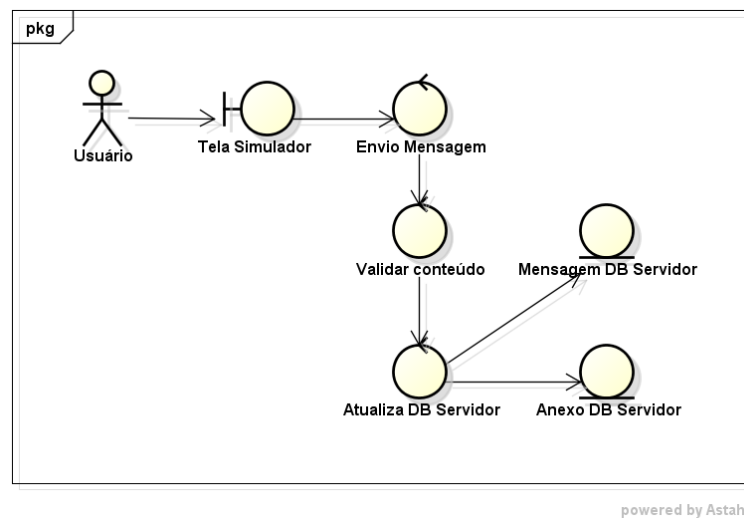 pkg
Usuário
Tela Simulador
Envio Mensagem
Validar conteúdo
Mensagem DB Servidor
Atualiza DB Servidor
Anexo DB Servidor
powered by Astah